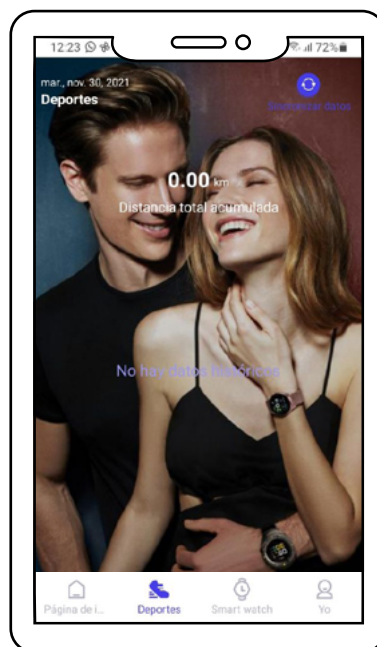 12:23
72%
mar., nov. 30, 2021
Deportes
Sincronizar datos
0.00 km
Distancia total acumulada
No hay datos históricos
Página de i...
Deportes
Smart watch
Yo